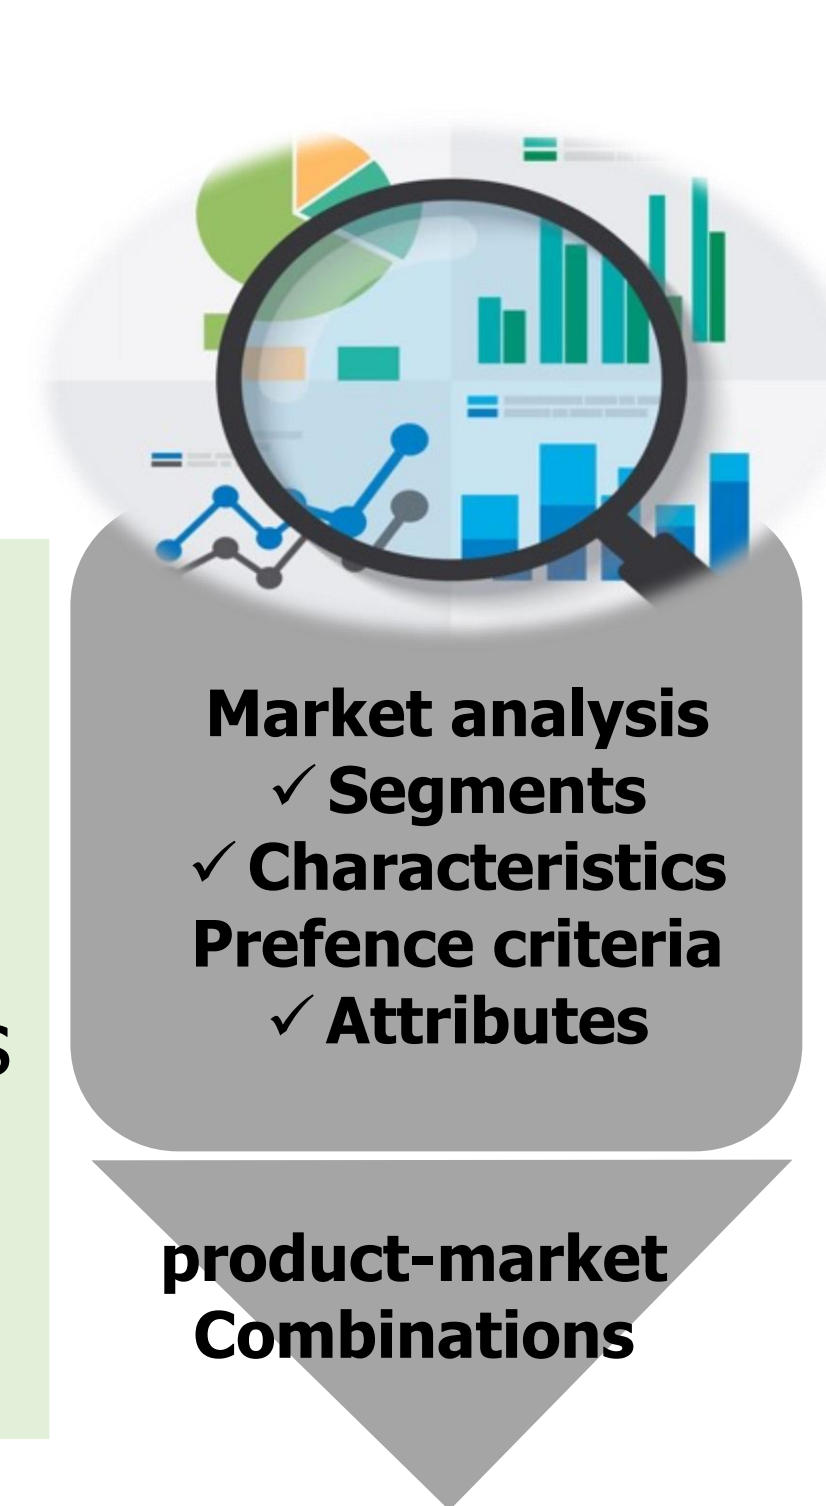 Market analysis
✓ Segments
✓ Characteristics
Prefence criteria
✓ Attributes
s
product-market
Combinations